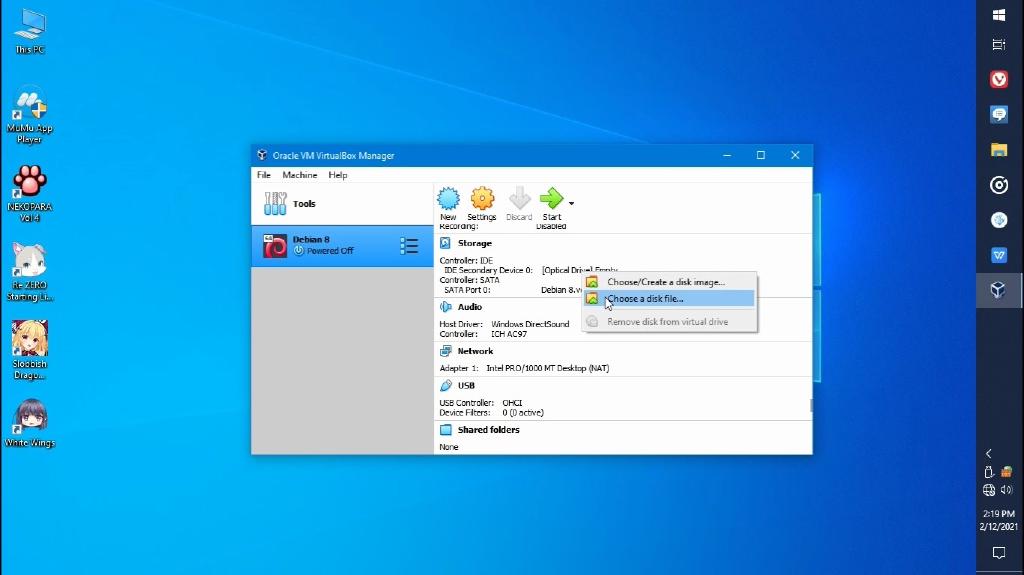 This PC
MuMu App
Player
NEKOPARA
Vol 4
Re ZERO
Starting Li...
Slobbish
Drago...
White Wings
Oracle VM VirtualBox Manager
File Machine Help
Tools
Debian 8
Powered Off
New Settings Discard Start
Recording: Disabled
Storage
Controller: IDE
IDE Secondary Device 0: [Optical Drive] Empty
Controller: SATA
SATA Port 0: Debian 8.v
Choose/Create a disk image...
Choose a disk file...
Remove disk from virtual drive
Audio
Host Driver: Windows DirectSound
Controller: ICH AC97
Network
Adapter 1: Intel PRO/1000 MT Desktop (NAT)
USB
USB Controller: OHCI
Device Filters: 0 (0 active)
Shared folders
None
2:19 PM
2/12/2021